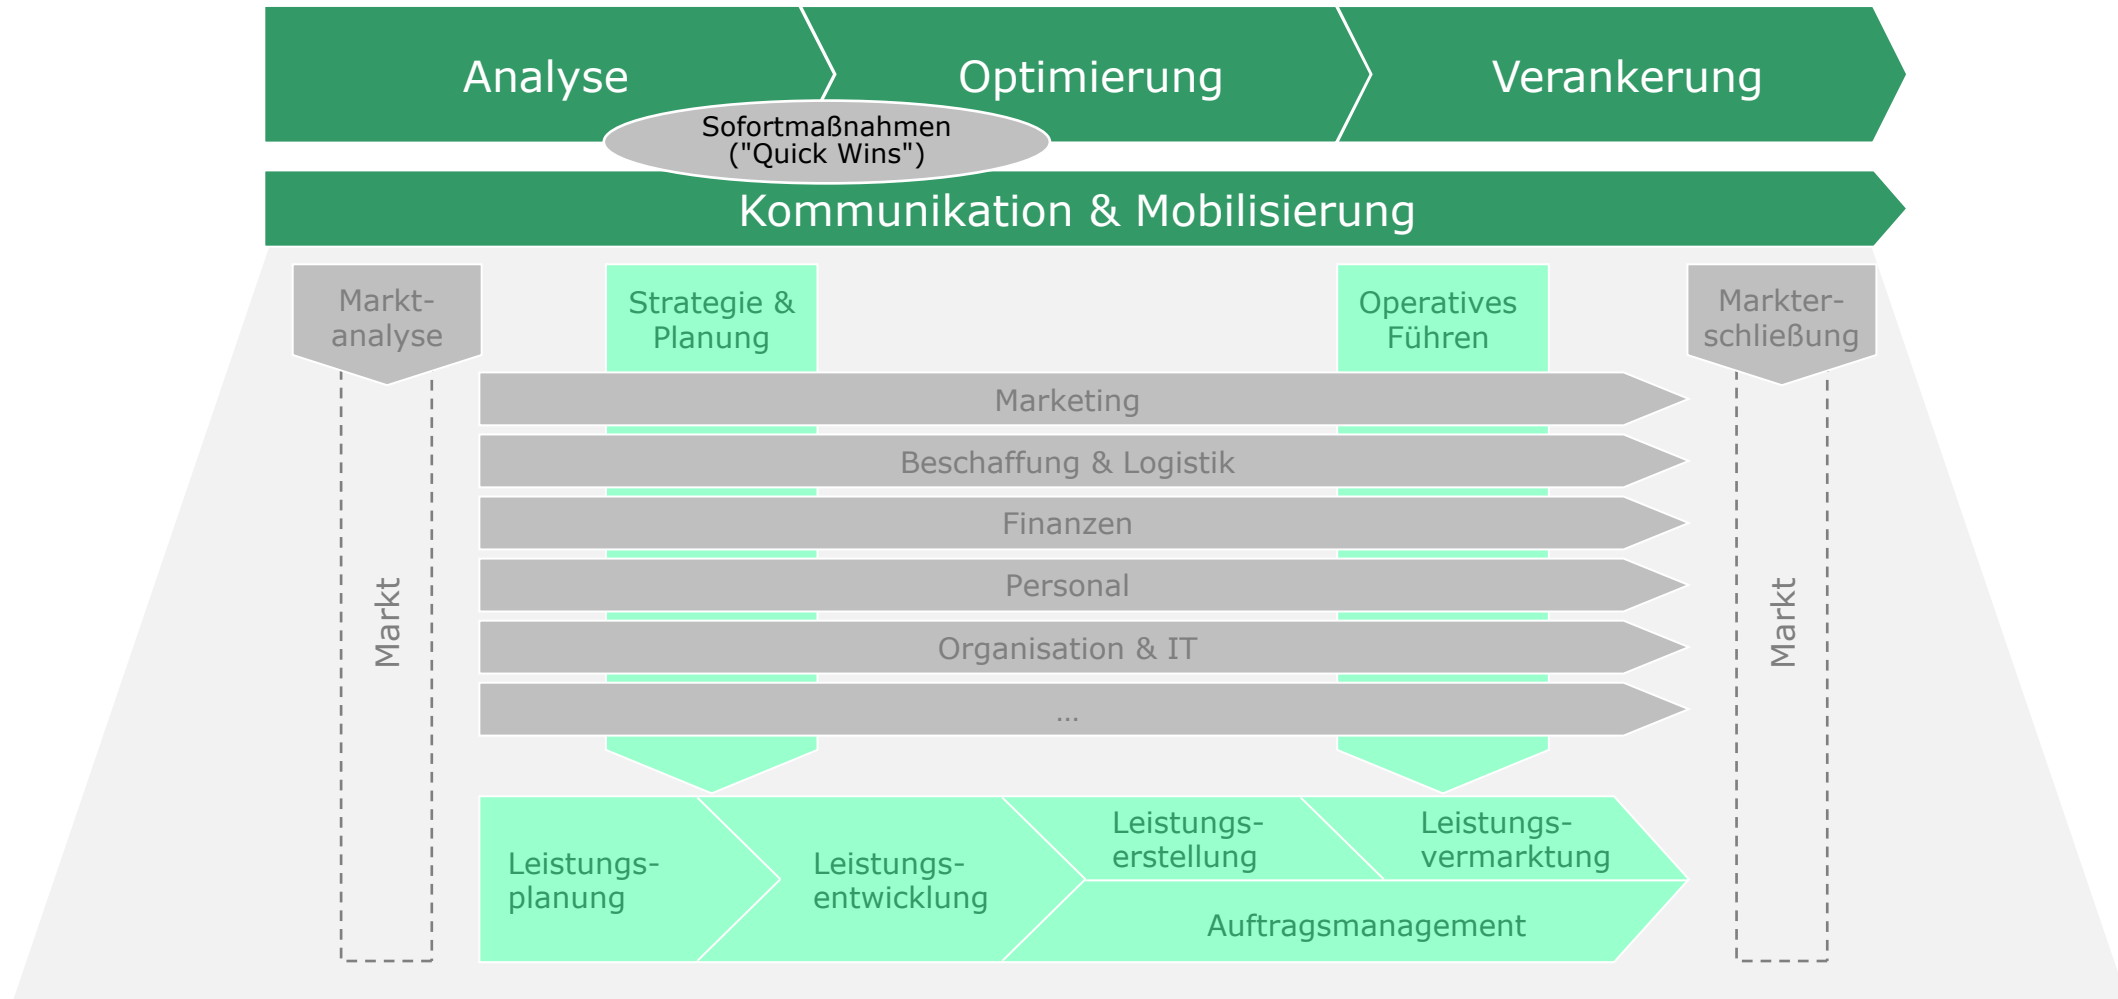 Analyse
Optimierung
Verankerung
Sofortmaßnahmen
("Quick Wins")
Kommunikation & Mobilisierung
Markt-
analyse
Strategie &
Planung
Operatives
Führen
Markter-
schließung
Marketing
Beschaffung & Logistik
Finanzen
Personal
Organisation & IT
...
Markt
Markt
Leistungs-
planung
Leistungs-
entwicklung
Leistungs-
erstellung
Leistungs-
vermarktung
Auftragsmanagement